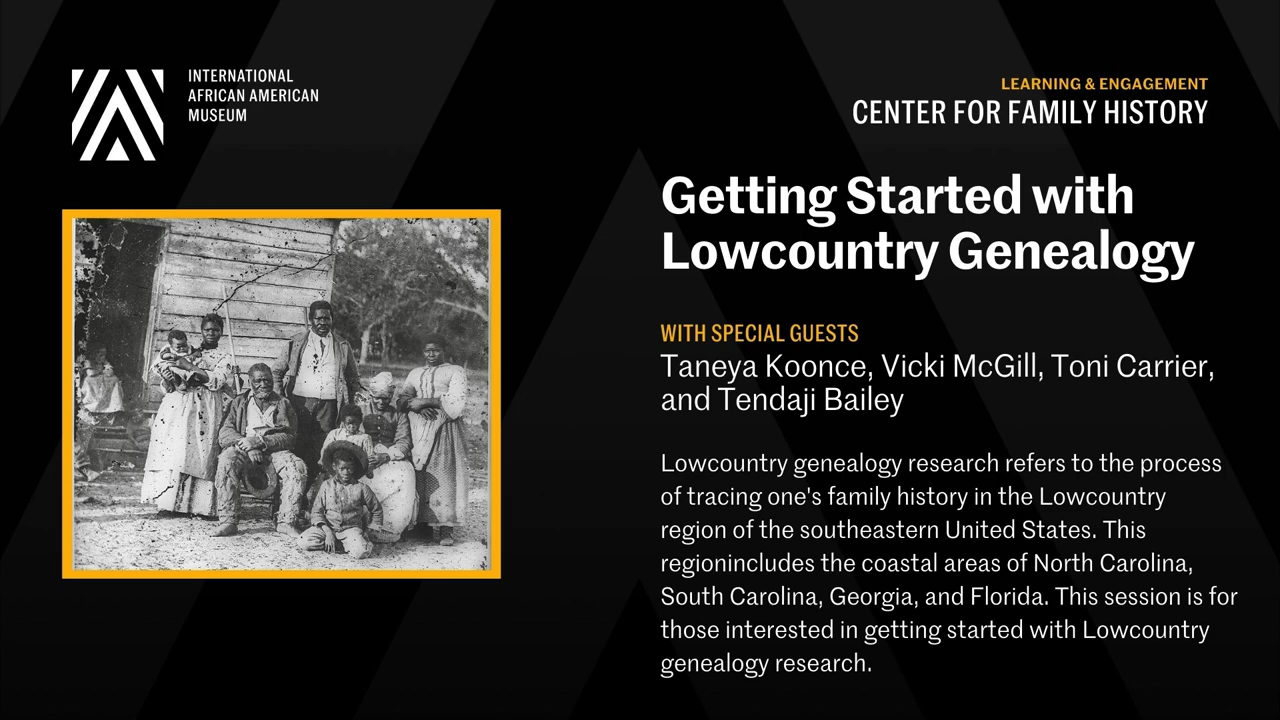 INTERNATIONAL
AFRICAN AMERICAN
MUSEUM
LEARNING & ENGAGEMENT
CENTER FOR FAMILY HISTORY
Getting Started with
Lowcountry Genealogy
WITH SPECIAL GUESTS
Taneya Koonce, Vicki McGill, Toni Carrier,
and Tendaji Bailey
Lowcountry genealogy research refers to the process
of tracing one's family history in the Lowcountry
region of the southeastern United States. This
regionincludes the coastal areas of North Carolina,
South Carolina, Georgia, and Florida. This session is for
those interested in getting started with Lowcountry
genealogy research.